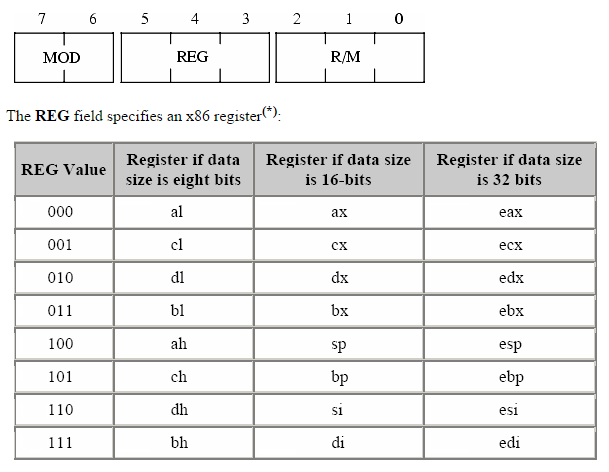 7 6 5 4 3 2 1 0
MOD REG R/M
The REG field specifies an x86 register(*):
REG Value Register if data size is eight bits Register if data size is 16-bits Register if data size is 32 bits
000 al ax eax
001 cl cx ecx
010 dl dx edx
011 bl bx ebx
100 ah sp esp
101 ch bp ebp
110 dh si esi
111 bh di edi